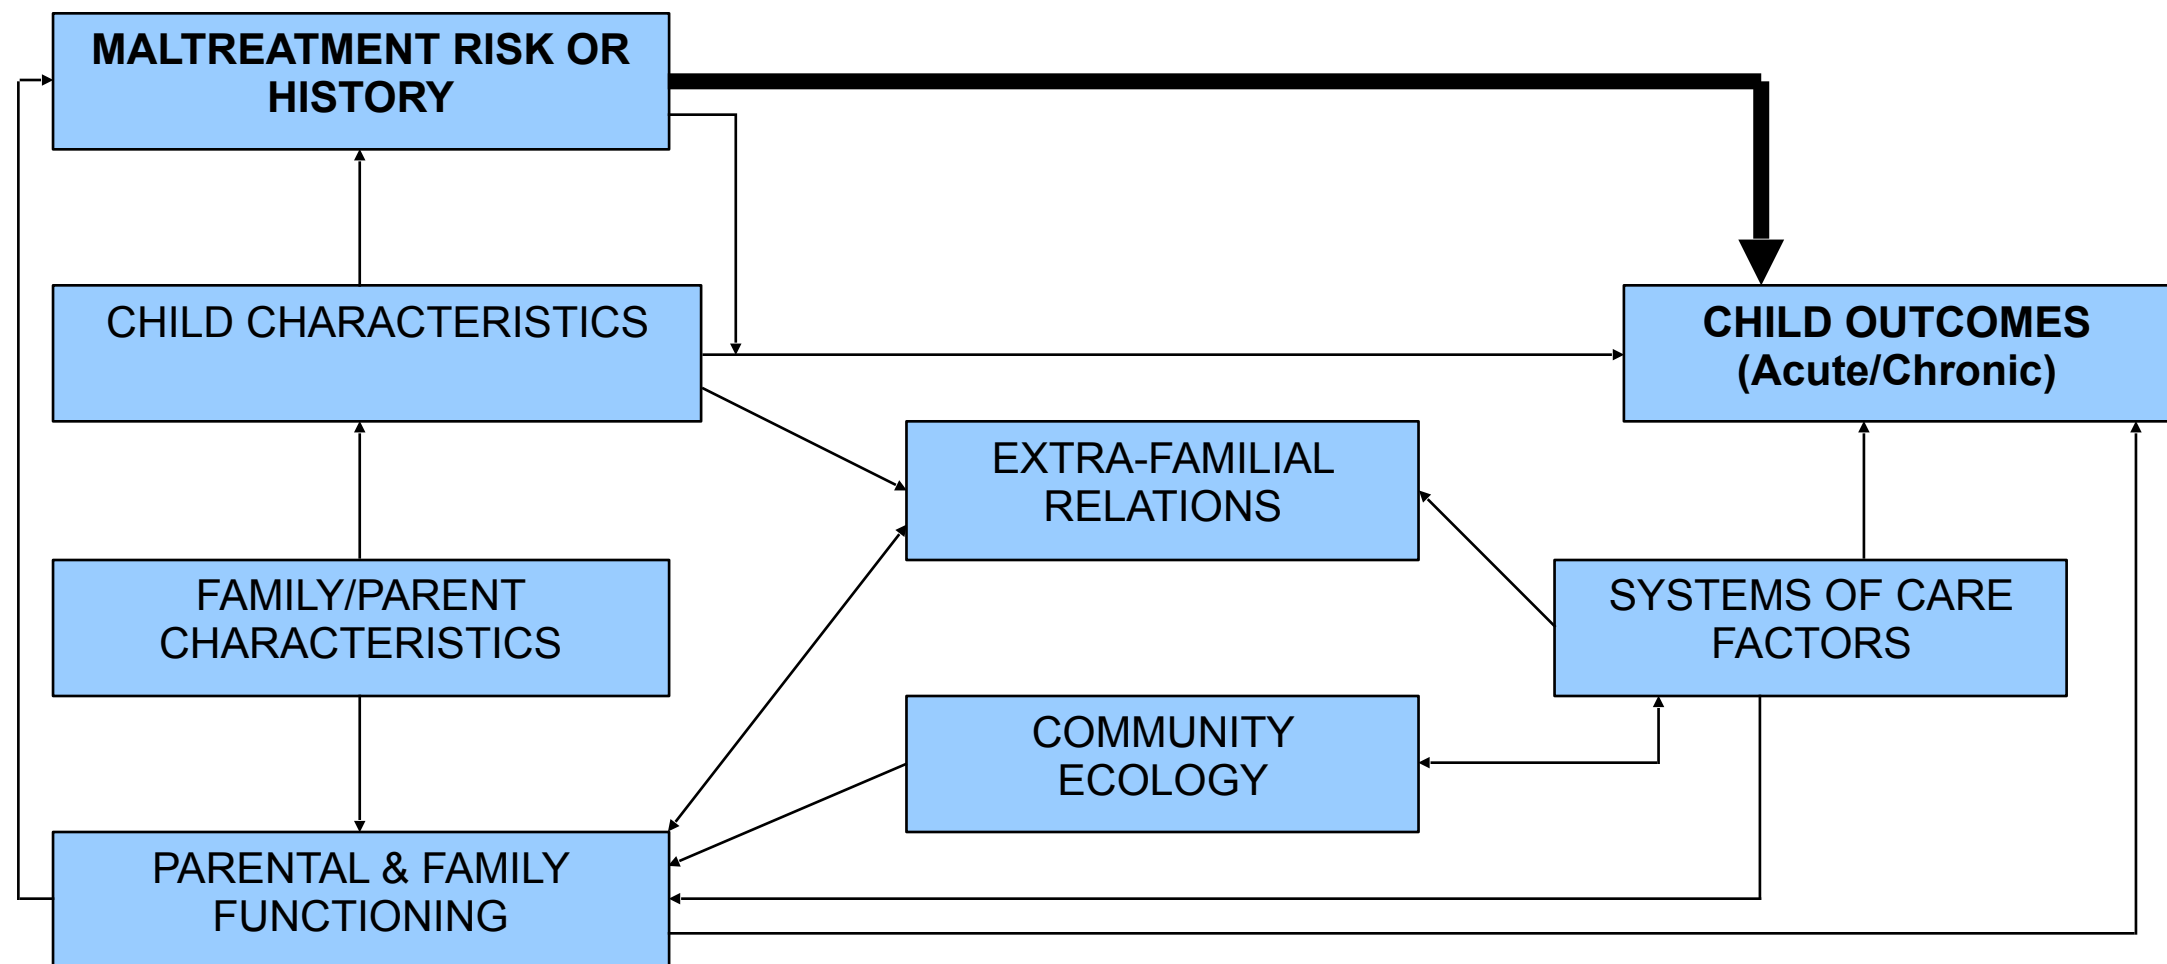 MALTREATMENT RISK OR
HISTORY
CHILD CHARACTERISTICS
CHILD OUTCOMES
(Acute/Chronic)
EXTRA-FAMILIAL
RELATIONS
FAMILY/PARENT
CHARACTERISTICS
SYSTEMS OF CARE
FACTORS
COMMUNITY
ECOLOGY
PARENTAL & FAMILY
FUNCTIONING